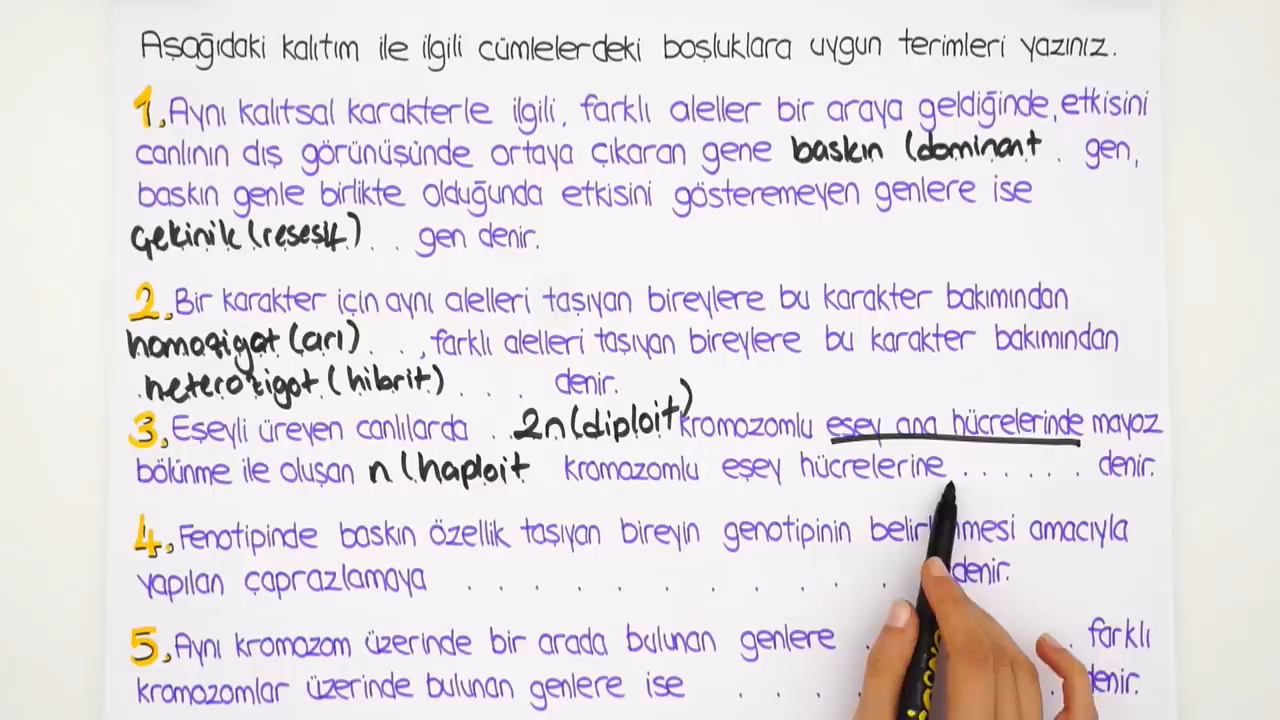 Aşağıdaki kalıtım ile ilgili cümlelerdeki boşluklara uygun terimleri yazınız.
1. Aynı kalıtsal karakterle ilgili, farklı aleller bir araya geldiğinde, etkisini
canlının dış görünüşünde ortaya çıkaran gene baskın (dominant . gen,
baskın genle birlikte olduğunda etkisini gösteremeyen genlere ise
çekinik (resesif) . . gen denir.
2. Bir karakter için aynı alelleri taşıyan bireylere bu karakter bakımından
homozigot (arı) . . , farklı alelleri taşıyan bireylere bu karakter bakımından
. heterozigot (hibrit) . . . denir.
3. Eşeyli üreyen canlılarda . . 2n (diploit) kromozomlu eşey ana hücrelerinde mayoz
bölünme ile oluşan n (haploit kromozomlu eşey hücrelerine . . . . . . denir.
4. Fenotipinde baskın özellik taşıyan bireyin genotipinin amacıyla
yapılan çaprazlamaya . . . . . . . . . . denir.
5. Aynı kromozom üzerinde bir arada bulunan genlere . . farklı
kromozomlar üzerinde bulunan genlere ise . . . . denir.